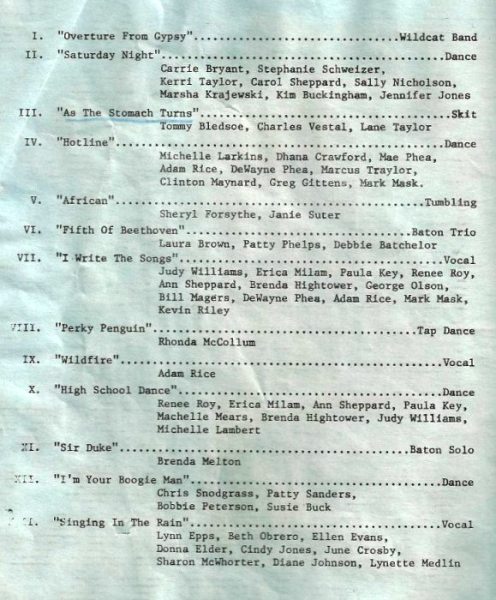 I. "Overture From Gypsy"..............................Wildcat Band
II. "Saturday Night".......................................Dance
Carrie Bryant, Stephanie Schweizer,
Kerri Taylor, Carol Sheppard, Sally Nicholson,
Marsha Krajewski, Kim Buckingham, Jennifer Jones
III. "As The Stomach Turns"...................................Skit
Tommy Bledsoe, Charles Vestal, Lane Taylor
IV. "Hotline"..............................................Dance
Michelle Larkins, Dhana Crawford, Mae Phea,
Adam Rice, DeWayne Phea, Marcus Traylor,
Clinton Maynard, Greg Gittens, Mark Mask.
V. "African"............................................Tumbling
Sheryl Forsythe, Janie Suter
VI. "Fifth Of Beethoven"................................Baton Trio
Laura Brown, Patty Phelps, Debbie Batchelor
VII. "I Write The Songs"....................................Vocal
Judy Williams, Erica Milam, Paula Key, Renee Roy,
Ann Sheppard, Brenda Hightower, George Olson,
Bill Magers, DeWayne Phea, Adam Rice, Mark Mask,
Kevin Riley
VIII. "Perky Penguin".....................................Tap Dance
Rhonda McCollum
IX. "Wildfire".............................................Vocal
Adam Rice
X. "High School Dance"....................................Dance
Renee Roy, Erica Milam, Ann Sheppard, Paula Key,
Machelle Mears, Brenda Hightower, Judy Williams,
Michelle Lambert
XI. "Sir Duke".........................................Baton Solo
Brenda Melton
XII. "I'm Your Boogie Man"..................................Dance
Chris Snodgrass, Patty Sanders,
Bobbie Peterson, Susie Buck
"Singing In The Rain"..................................Vocal
Lynn Epps, Beth Obrero, Ellen Evans,
Donna Elder, Cindy Jones, June Crosby,
Sharon McWhorter, Diane Johnson, Lynette Medlin